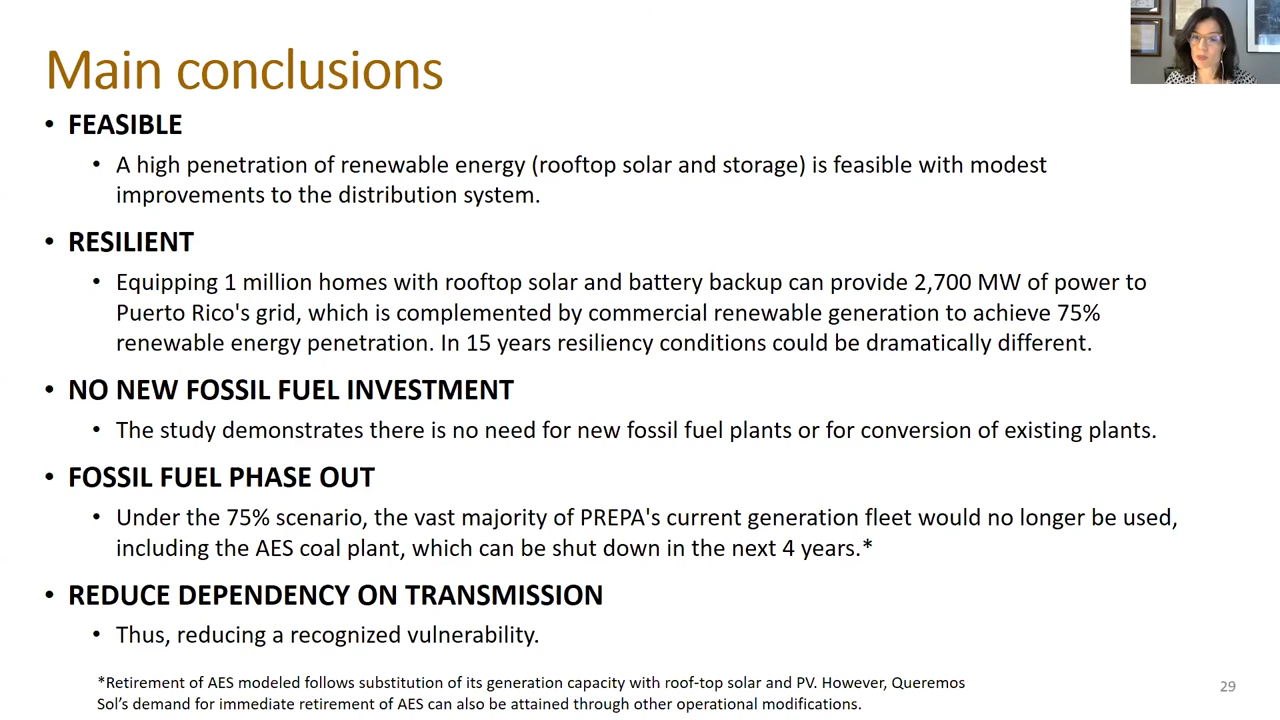 Main conclusions
• FEASIBLE
• A high penetration of renewable energy (rooftop solar and storage) is feasible with modest
improvements to the distribution system.
• RESILIENT
• Equipping 1 million homes with rooftop solar and battery backup can provide 2,700 MW of power to
Puerto Rico's grid, which is complemented by commercial renewable generation to achieve 75%
renewable energy penetration. In 15 years resiliency conditions could be dramatically different.
• NO NEW FOSSIL FUEL INVESTMENT
• The study demonstrates there is no need for new fossil fuel plants or for conversion of existing plants.
• FOSSIL FUEL PHASE OUT
• Under the 75% scenario, the vast majority of PREPA's current generation fleet would no longer be used,
including the AES coal plant, which can be shut down in the next 4 years.*
• REDUCE DEPENDENCY ON TRANSMISSION
• Thus, reducing a recognized vulnerability.
*Retirement of AES modeled follows substitution of its generation capacity with roof-top solar and PV. However, Queremos
Sol's demand for immediate retirement of AES can also be attained through other operational modifications.
29